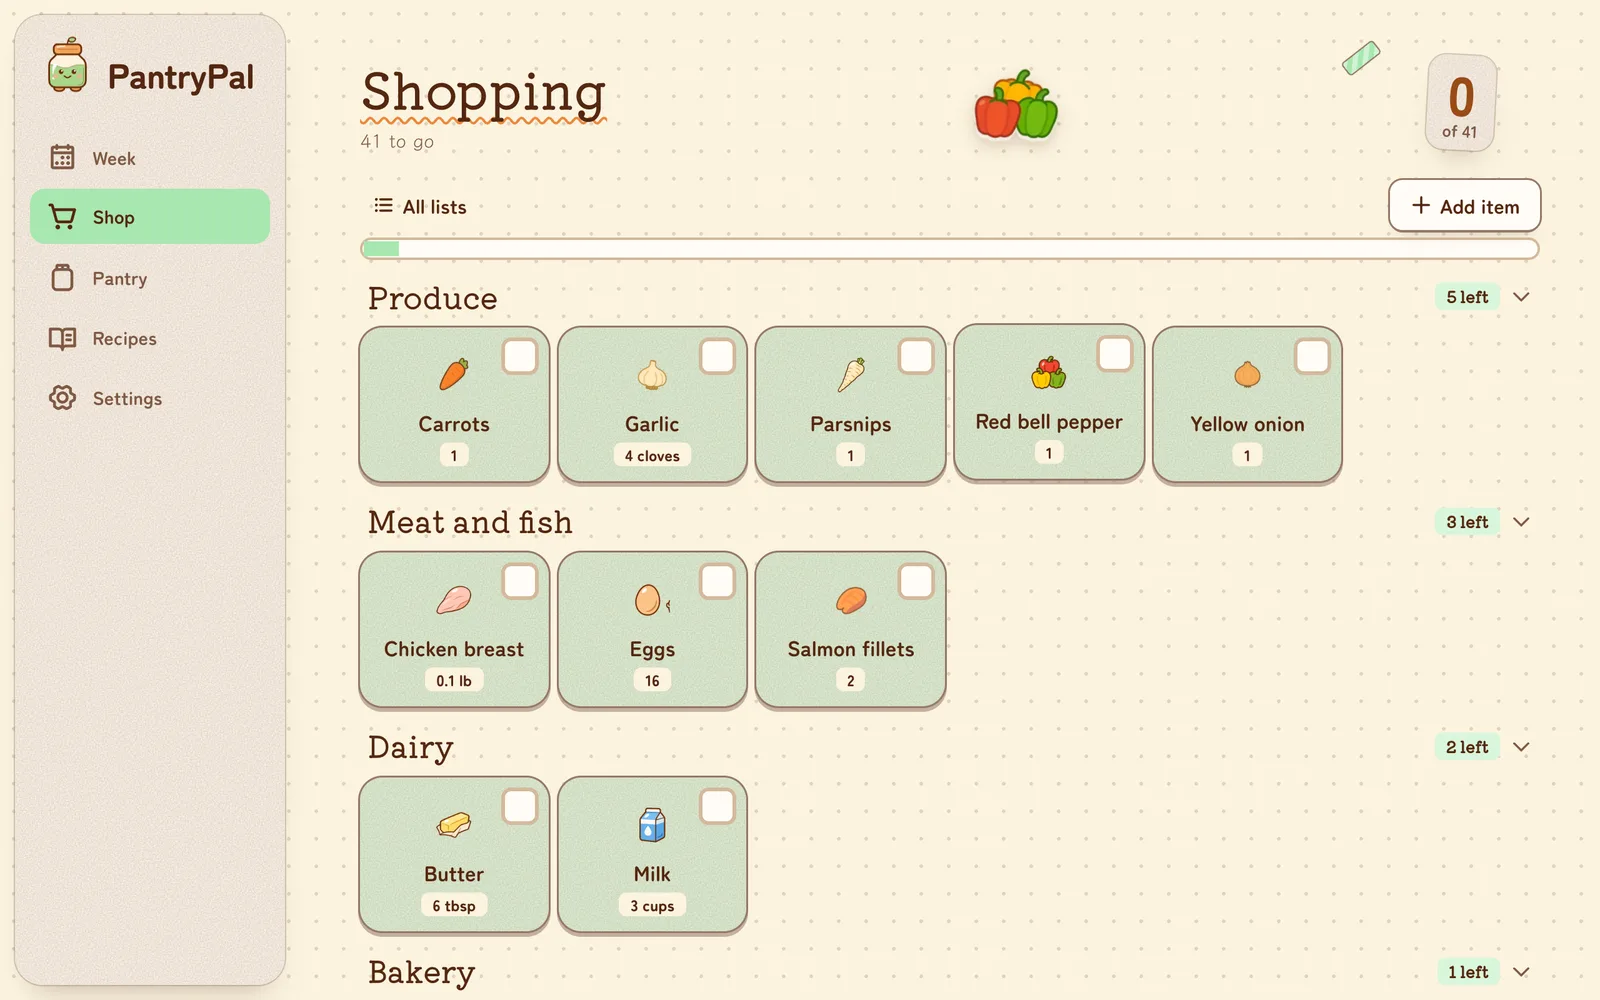 PantryPal
Week
Shop
Pantry
Recipes
Settings
Shopping
41 to go
0
of 41
All lists
Add item
Produce
5 left
Carrots
1
Garlic
4 cloves
Parsnips
1
Red bell pepper
1
Yellow onion
1
Meat and fish
3 left
Chicken breast
0.1 lb
Eggs
16
Salmon fillets
2
Dairy
2 left
Butter
6 tbsp
Milk
3 cups
Bakery
1 left